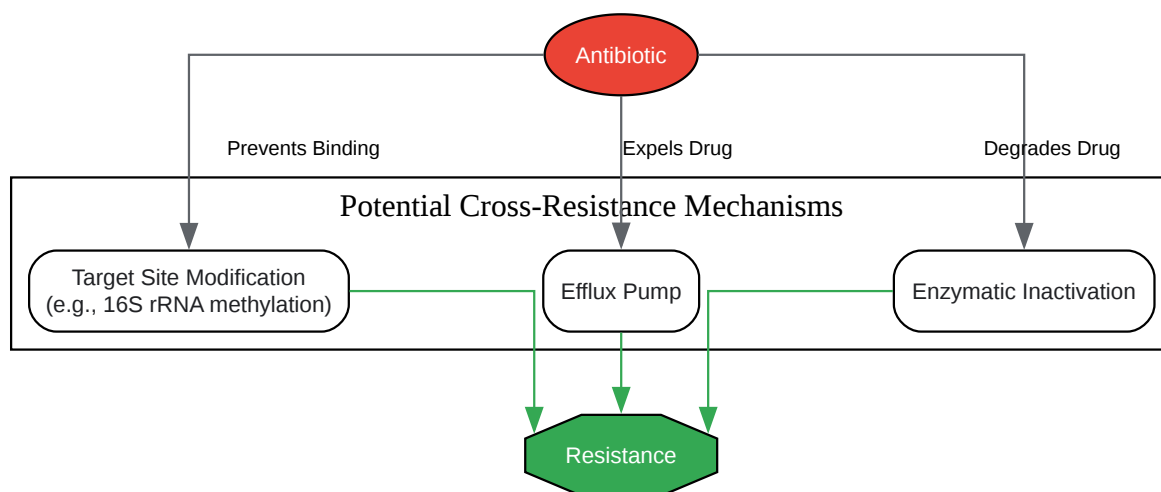 Antibiotic
Prevents Binding
Expels Drug
Degrades Drug
Potential Cross-Resistance Mechanisms
Target Site Modification
(e.g., 16S rRNA methylation)
Efflux Pump
Enzymatic Inactivation
Resistance